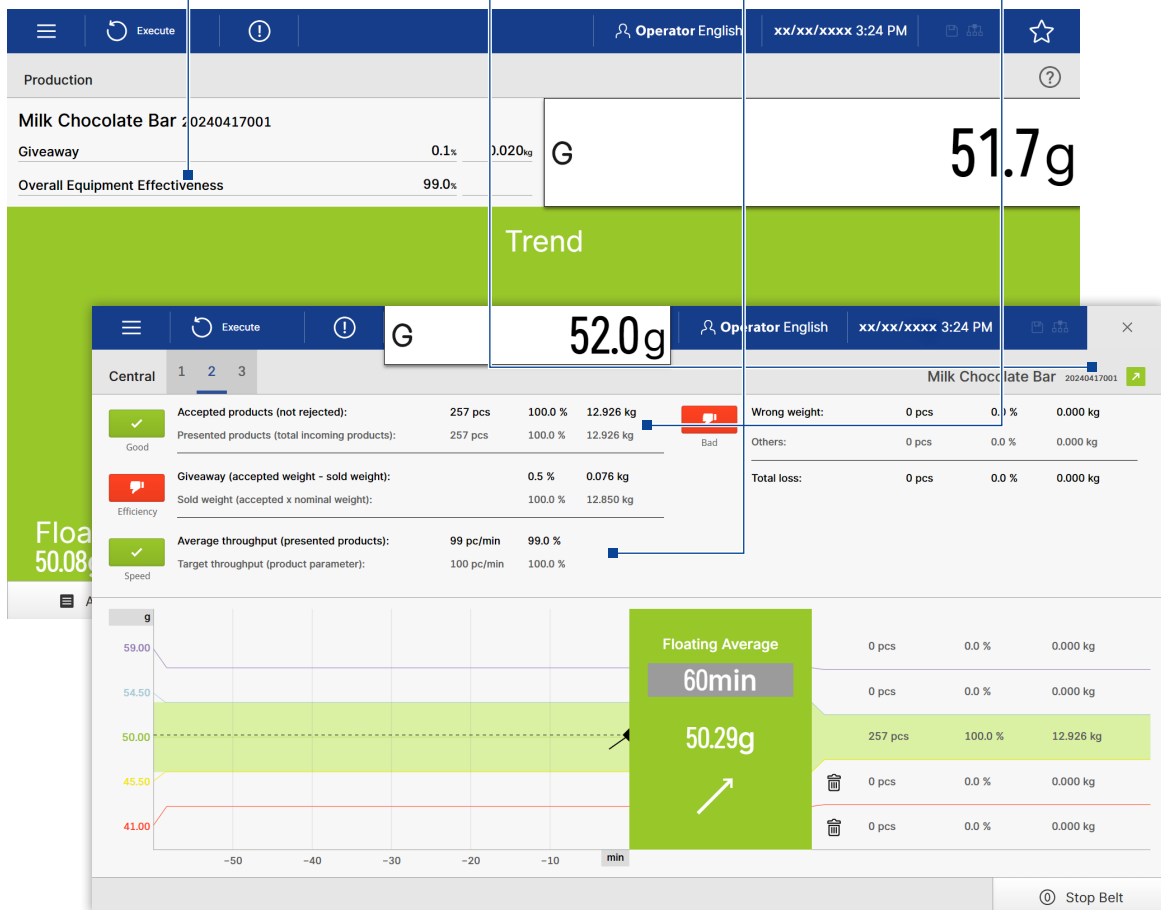 Execute
Operator English
xx/xx/xxxx 3:24 PM
Production
Milk Chocolate Bar 20240417001
Giveaway 0.1% 0.020kg
G 51.7g
Overall Equipment Effectiveness 99.0%
Trend
50.08g
Execute
G 52.0g
Operator English
xx/xx/xxxx 3:24 PM
Central 1 2 3
Milk Chocolate Bar 20240417001
Good
Accepted products (not rejected): 257 pcs 100.0 % 12.926 kg
Presented products (total incoming products): 257 pcs 100.0 % 12.926 kg
Bad
Wrong weight: 0 pcs 0.0 % 0.000 kg
Others: 0 pcs 0.0 % 0.000 kg
Total loss: 0 pcs 0.0 % 0.000 kg
Efficiency
Giveaway (accepted weight - sold weight): 0.5 % 0.076 kg
Sold weight (accepted x nominal weight): 100.0 % 12.850 kg
Speed
Average throughput (presented products): 99 pc/min 99.0 %
Target throughput (product parameter): 100 pc/min 100.0 %
g
59.00
54.50
50.00
45.50
41.00
-50 -40 -30 -20 -10 min
Floating Average
60min
50.29g
0 pcs 0.0 % 0.000 kg
0 pcs 0.0 % 0.000 kg
257 pcs 100.0 % 12.926 kg
0 pcs 0.0 % 0.000 kg
0 pcs 0.0 % 0.000 kg
Stop Belt